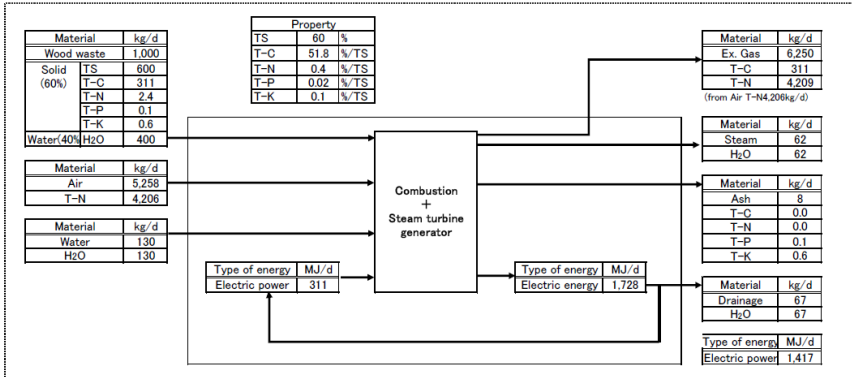 Property
TS 60 %
T-C 51.8 %/TS
T-N 0.4 %/TS
T-P 0.02 %/TS
T-K 0.1 %/TS
Material kg/d
Wood waste 1,000
Solid (60%) TS 600
T-C 311
T-N 2.4
T-P 0.1
T-K 0.6
Water(40% H2O 400
Material kg/d
Air 5,258
T-N 4,206
Material kg/d
Water 130
H2O 130
Type of energy MJ/d
Electric power 311
Combustion
+
Steam turbine
generator
Type of energy MJ/d
Electric energy 1,728
Material kg/d
Ex. Gas 6,250
T-C 311
T-N 4,209
(from Air T-N4,206kg/d)
Material kg/d
Steam 62
H2O 62
Material kg/d
Ash 8
T-C 0.0
T-N 0.0
T-P 0.1
T-K 0.6
Material kg/d
Drainage 67
H2O 67
Type of energy MJ/d
Electric power 1,417